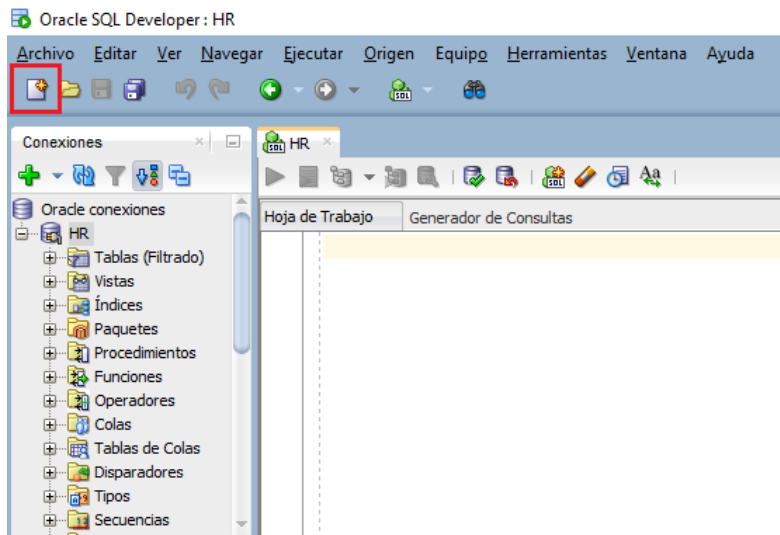 Oracle SQL Developer : HR
Archivo Editar Ver Navegar Ejecutar Origen Equipo Herramientas Ventana Ayuda
SQL
Conexiones
HR
Hoja de Trabajo Generador de Consultas
Oracle conexiones
HR
Tablas (Filtrado)
Vistas
Índices
Paquetes
Procedimientos
Funciones
Operadores
Colas
Tablas de Colas
Disparadores
Tipos
Secuencias